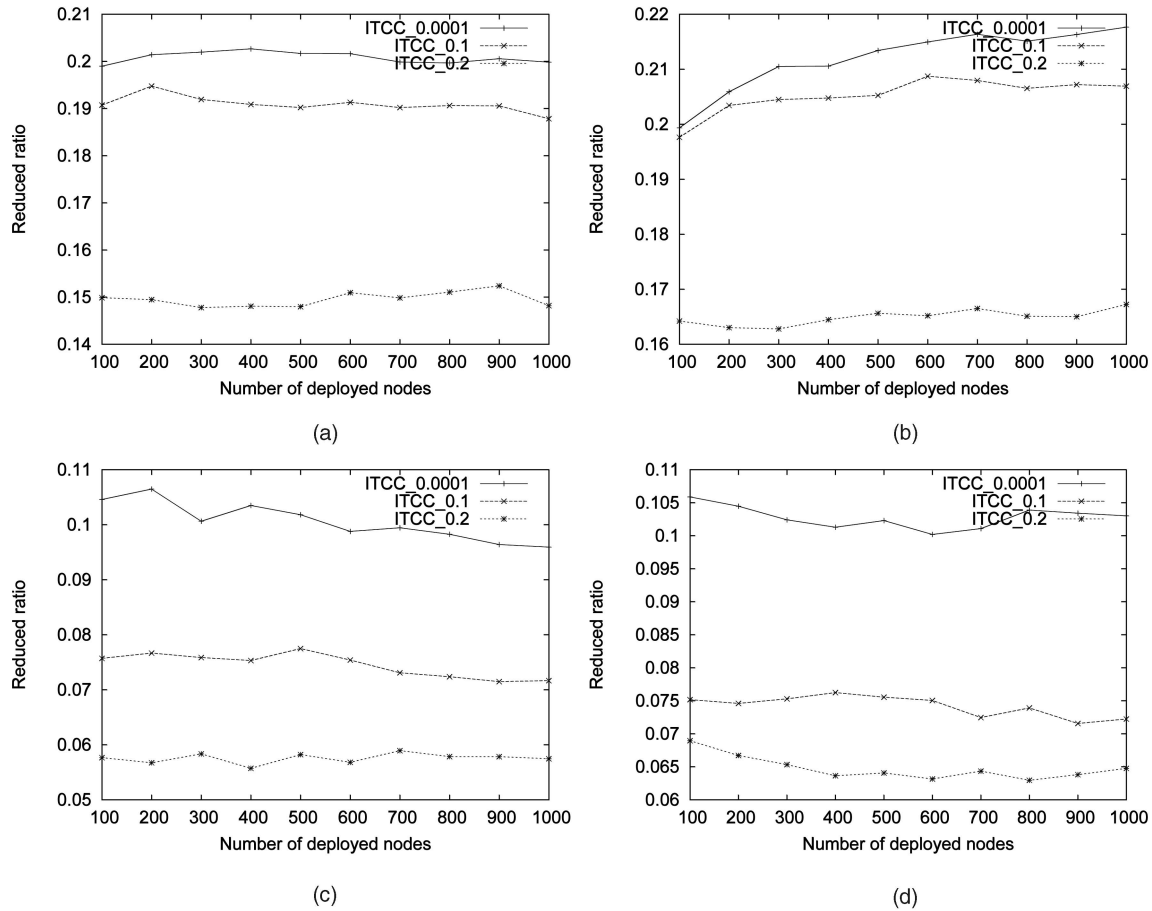 0.21
0.2
0.19
0.18
0.17
0.16
0.15
0.14
Reduced ratio
ITCC_0.0001
ITCC_0.1
ITCC_0.2
100 200 300 400 500 600 700 800 900 1000
Number of deployed nodes
(a)
0.22
0.21
0.2
0.19
0.18
0.17
0.16
Reduced ratio
ITCC_0.0001
ITCC_0.1
ITCC_0.2
100 200 300 400 500 600 700 800 900 1000
Number of deployed nodes
(b)
0.11
0.1
0.09
0.08
0.07
0.06
0.05
Reduced ratio
ITCC_0.0001
ITCC_0.1
ITCC_0.2
100 200 300 400 500 600 700 800 900 1000
Number of deployed nodes
(c)
0.11
0.105
0.1
0.095
0.09
0.085
0.08
0.075
0.07
0.065
0.06
Reduced ratio
ITCC_0.0001
ITCC_0.1
ITCC_0.2
100 200 300 400 500 600 700 800 900 1000
Number of deployed nodes
(d)